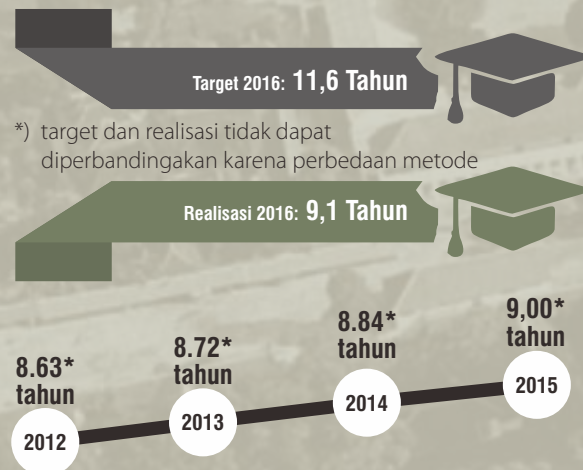 Target 2016: 11,6 Tahun
*) target dan realisasi tidak dapat
diperbandingakan karena perbedaan metode
Realisasi 2016: 9,1 Tahun
8.63*
tahun
2012
8.72*
tahun
2013
8.84*
tahun
2014
9,00*
tahun
2015